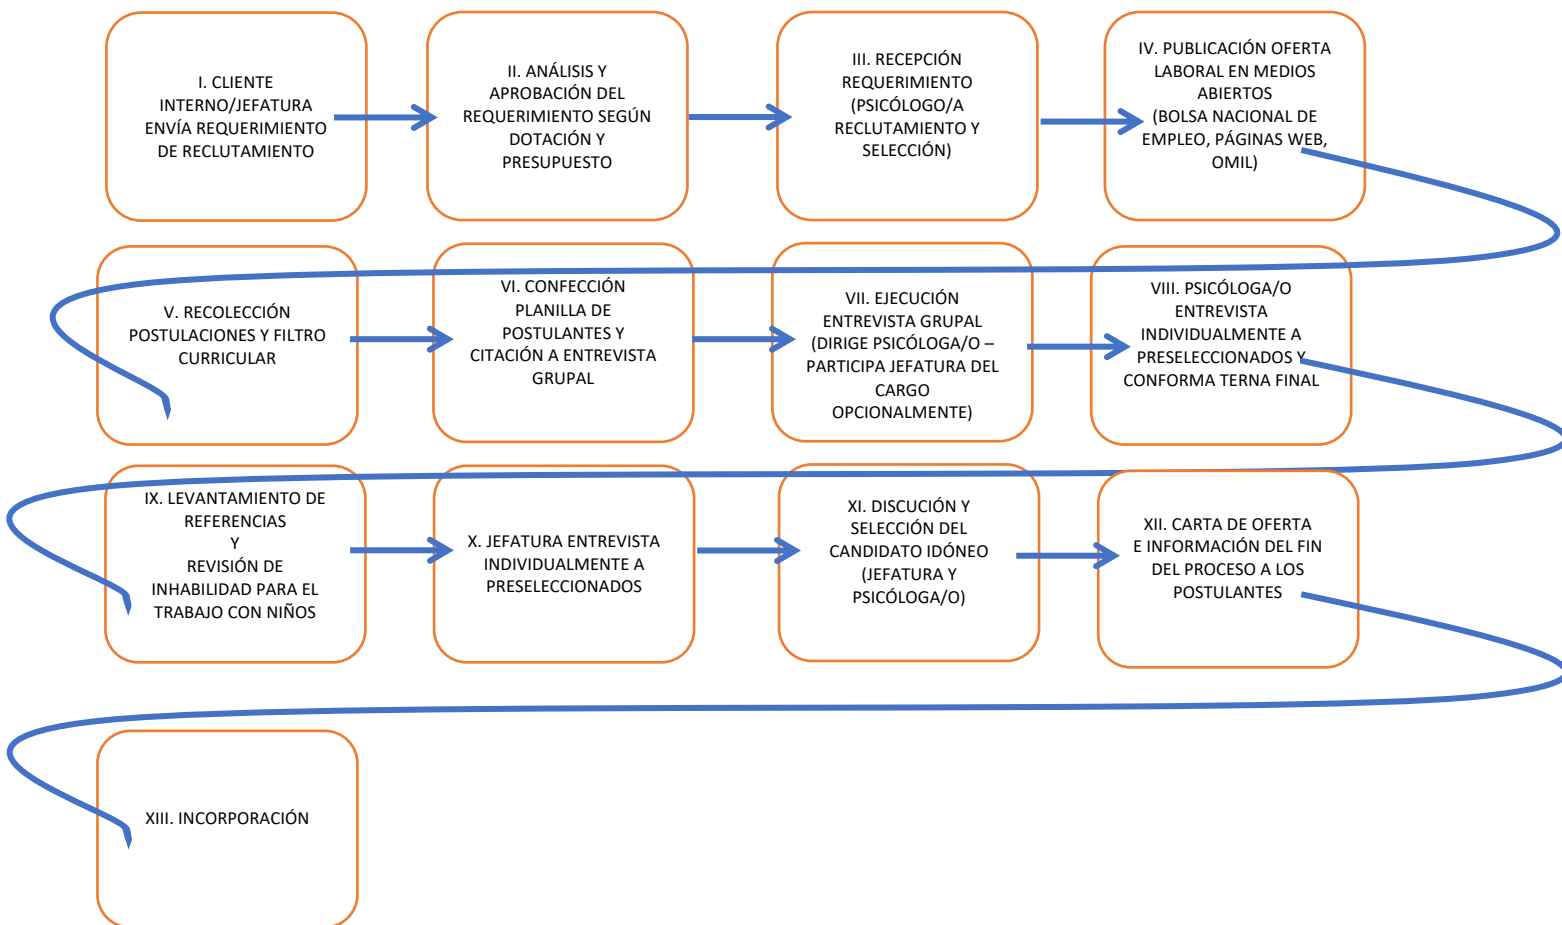 I. CLIENTE
INTERNO/JEFATURA
ENVÍA REQUERIMIENTO
DE RECLUTAMIENTO
II. ANÁLISIS Y
APROBACIÓN DEL
REQUERIMIENTO SEGÚN
DOTACIÓN Y
PRESUPUESTO
III. RECEPCIÓN
REQUERIMIENTO
(PSICÓLOGO/A
RECLUTAMIENTO Y
SELECCIÓN)
IV. PUBLICACIÓN OFERTA
LABORAL EN MEDIOS
ABIERTOS
(BOLSA NACIONAL DE
EMPLEO, PÁGINAS WEB,
OMIL)
V. RECOLECCIÓN
POSTULACIONES Y FILTRO
CURRICULAR
VI. CONFECCIÓN
PLANILLA DE
POSTULANTES Y
CITACIÓN A ENTREVISTA
GRUPAL
VII. EJECUCIÓN
ENTREVISTA GRUPAL
(DIRIGE PSICÓLOGA/O –
PARTICIPA JEFATURA DEL
CARGO
OPCIONALMENTE)
VIII. PSICÓLOGA/O
ENTREVISTA
INDIVIDUALMENTE A
PRESELECCIONADOS Y
CONFORMA TERNA FINAL
IX. LEVANTAMIENTO DE
REFERENCIAS
Y
REVISIÓN DE
INHABILIDAD PARA EL
TRABAJO CON NIÑOS
X. JEFATURA ENTREVISTA
INDIVIDUALMENTE A
PRESELECCIONADOS
XI. DISCUCIÓN Y
SELECCIÓN DEL
CANDIDATO IDÓNEO
(JEFATURA Y
PSICÓLOGA/O)
XII. CARTA DE OFERTA
E INFORMACIÓN DEL FIN
DEL PROCESO A LOS
POSTULANTES
XIII. INCORPORACIÓN